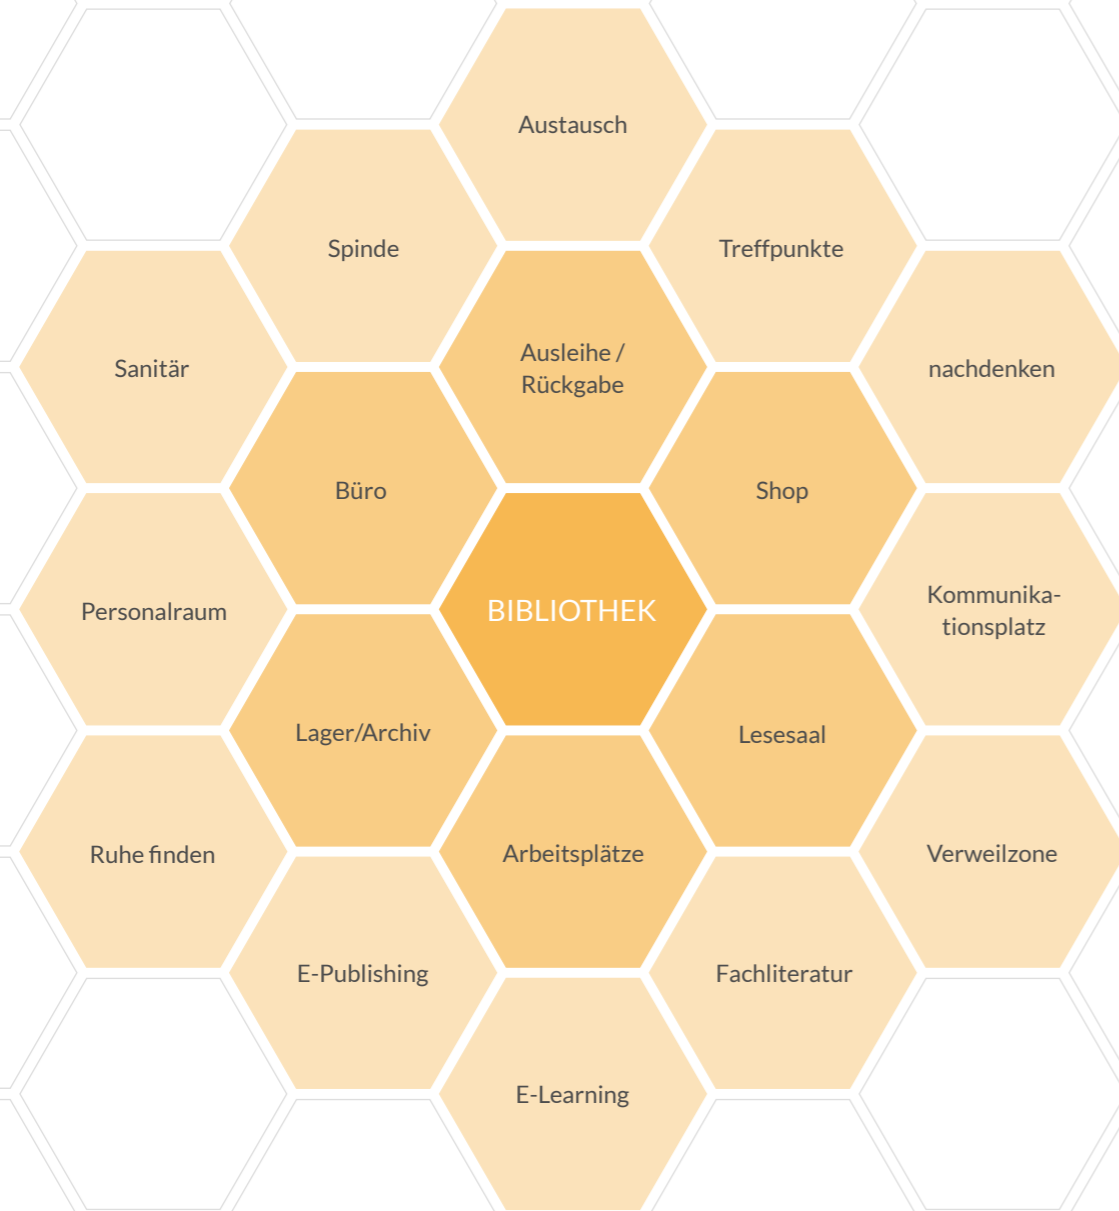 Austausch
Spinde
Treffpunkte
Ausleihe /
Rückgabe
Sanitär
nachdenken
Büro
Shop
BIBLIOTHEK
Personalraum
Kommunika-
tionsplatz
Lager/Archiv
Lesesaal
Ruhe finden
Arbeitsplätze
Verweilzone
E-Publishing
Fachliteratur
E-Learning